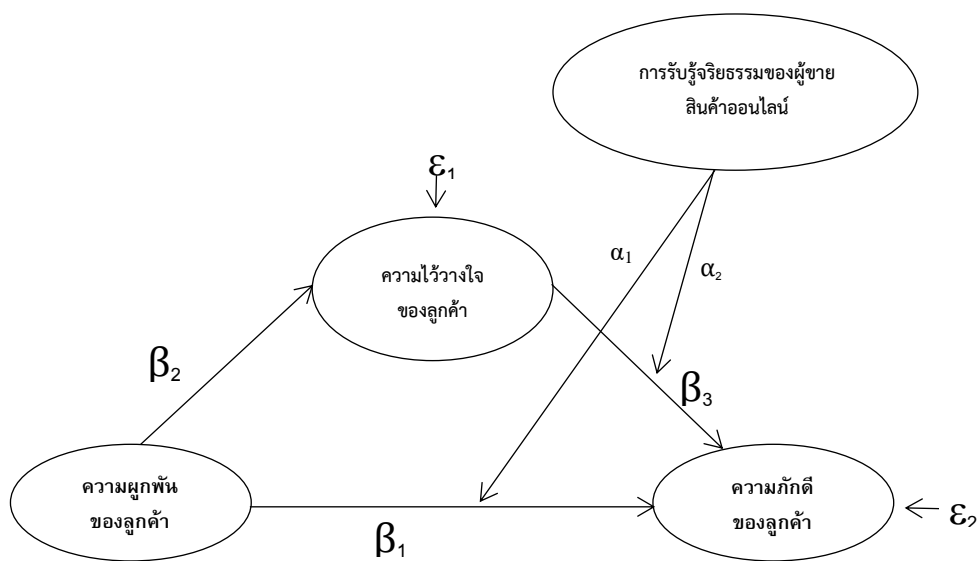 การรับรู้จริยธรรมของผู้ขาย
สินค้าออนไลน์
ε1
ความไว้วางใจ
ของลูกค้า
α1
α2
β2
β3
ความผูกพัน
ของลูกค้า
β1
ความภักดี
ของลูกค้า
ε2